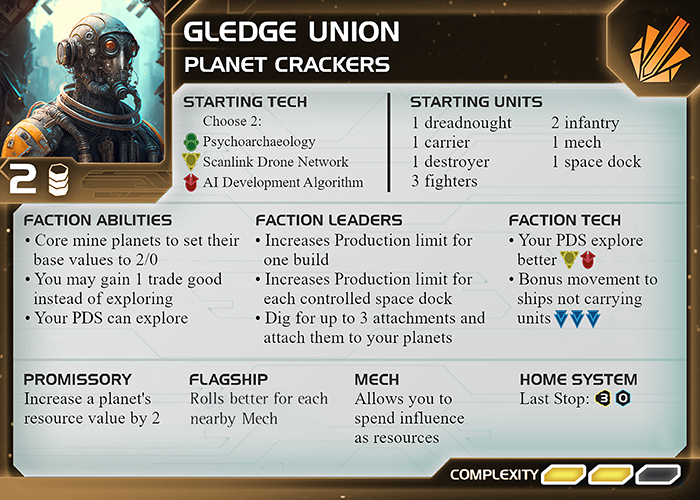 GLEDGE UNION
PLANET CRACKERS
2
STARTING TECH
Choose 2:
Psychoarchaeology
Scanlink Drone Network
AI Development Algorithm
STARTING UNITS
1 dreadnought
1 carrier
1 destroyer
3 fighters
2 infantry
1 mech
1 space dock
FACTION ABILITIES
• Core mine planets to set their
base values to 2/0
• You may gain 1 trade good
instead of exploring
• Your PDS can explore
FACTION LEADERS
• Increases Production limit for
one build
• Increases Production limit for
each controlled space dock
• Dig for up to 3 attachments and
attach them to your planets
FACTION TECH
• Your PDS explore
better
• Bonus movement to
ships not carrying
units
PROMISSORY
Increase a planet's
resource value by 2
FLAGSHIP
Rolls better for each
nearby Mech
MECH
Allows you to
spend influence
as resources
HOME SYSTEM
Last Stop: 3 0
COMPLEXITY